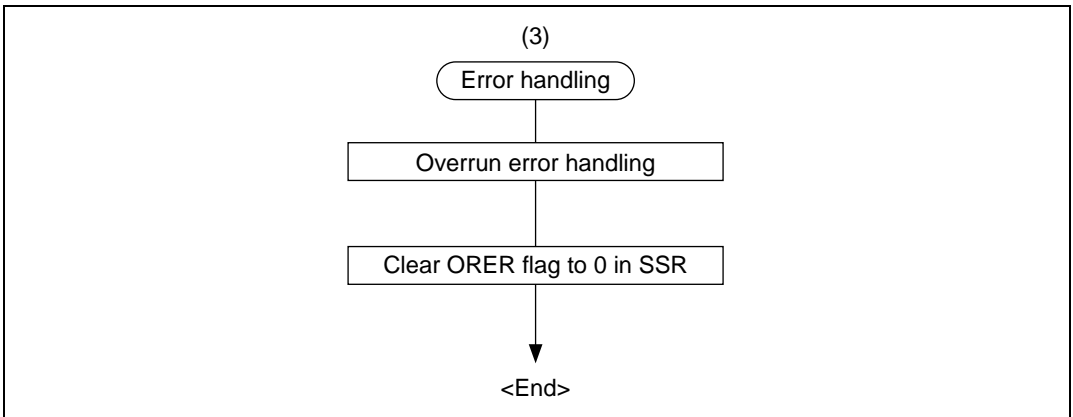 (3)
Error handling
Overrun error handling
Clear ORER flag to 0 in SSR
<End>